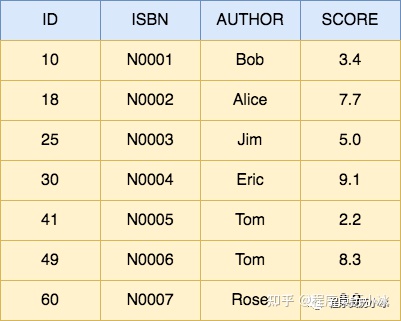 ID ISBN AUTHOR SCORE
10 N0001 Bob 3.4
18 N0002 Alice 7.7
25 N0003 Jim 5.0
30 N0004 Eric 9.1
41 N0005 Tom 2.2
49 N0006 Tom 8.3
60 N0007 Rose
知乎